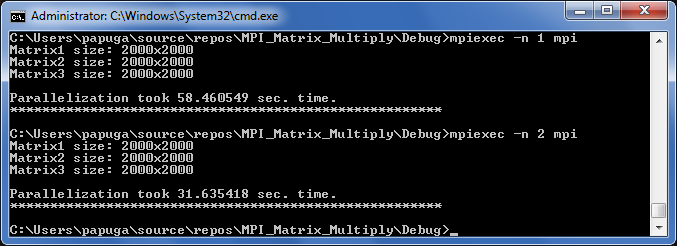 Administrator: C:\Windows\System32\cmd.exe
C:\Users\papuga\source\repos\MPI_Matrix_Multiply\Debug>mpiexec -n 1 mpi
Matrix1 size: 2000x2000
Matrix2 size: 2000x2000
Matrix3 size: 2000x2000
Parallelization took 58.460549 sec. time.
******************************************************
C:\Users\papuga\source\repos\MPI_Matrix_Multiply\Debug>mpiexec -n 2 mpi
Matrix1 size: 2000x2000
Matrix2 size: 2000x2000
Matrix3 size: 2000x2000
Parallelization took 31.635418 sec. time.
******************************************************
C:\Users\papuga\source\repos\MPI_Matrix_Multiply\Debug>_